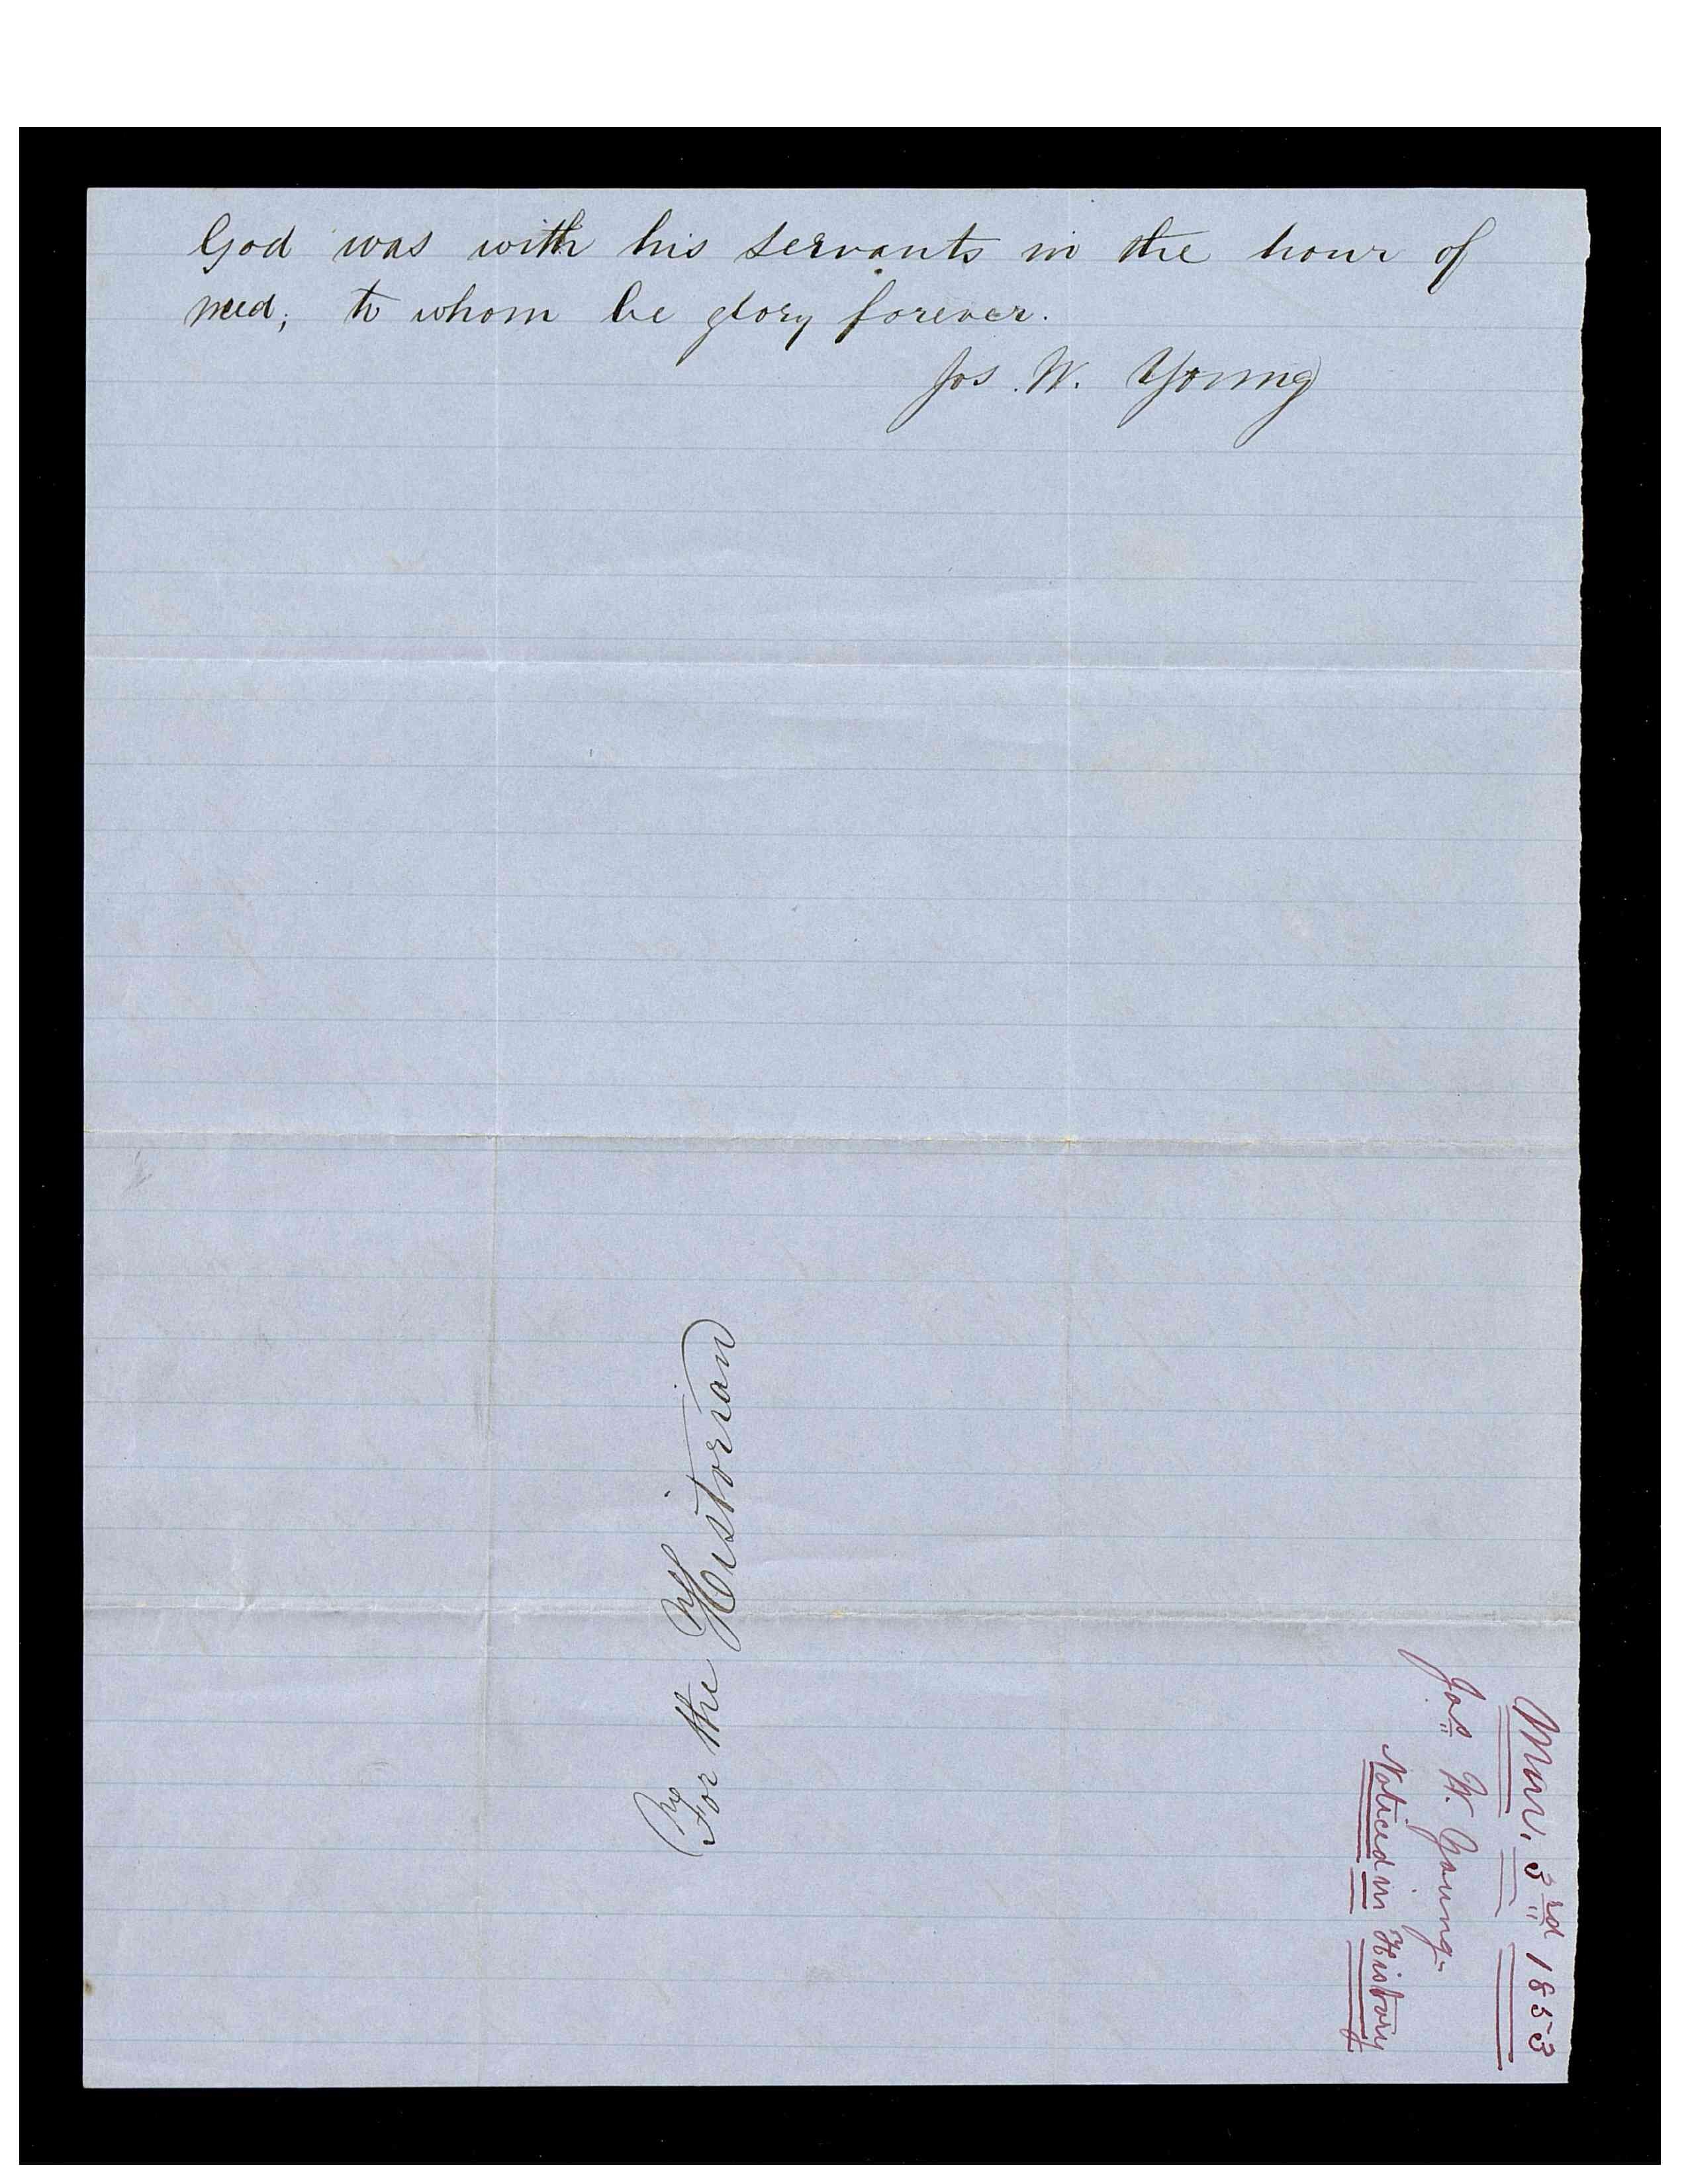 God was with his servants in the hour of
need; to whom be glory forever.
Jos. W. Young
For the Historian
Mar. 3rd 1853
Jos W. Young
Noticed in History